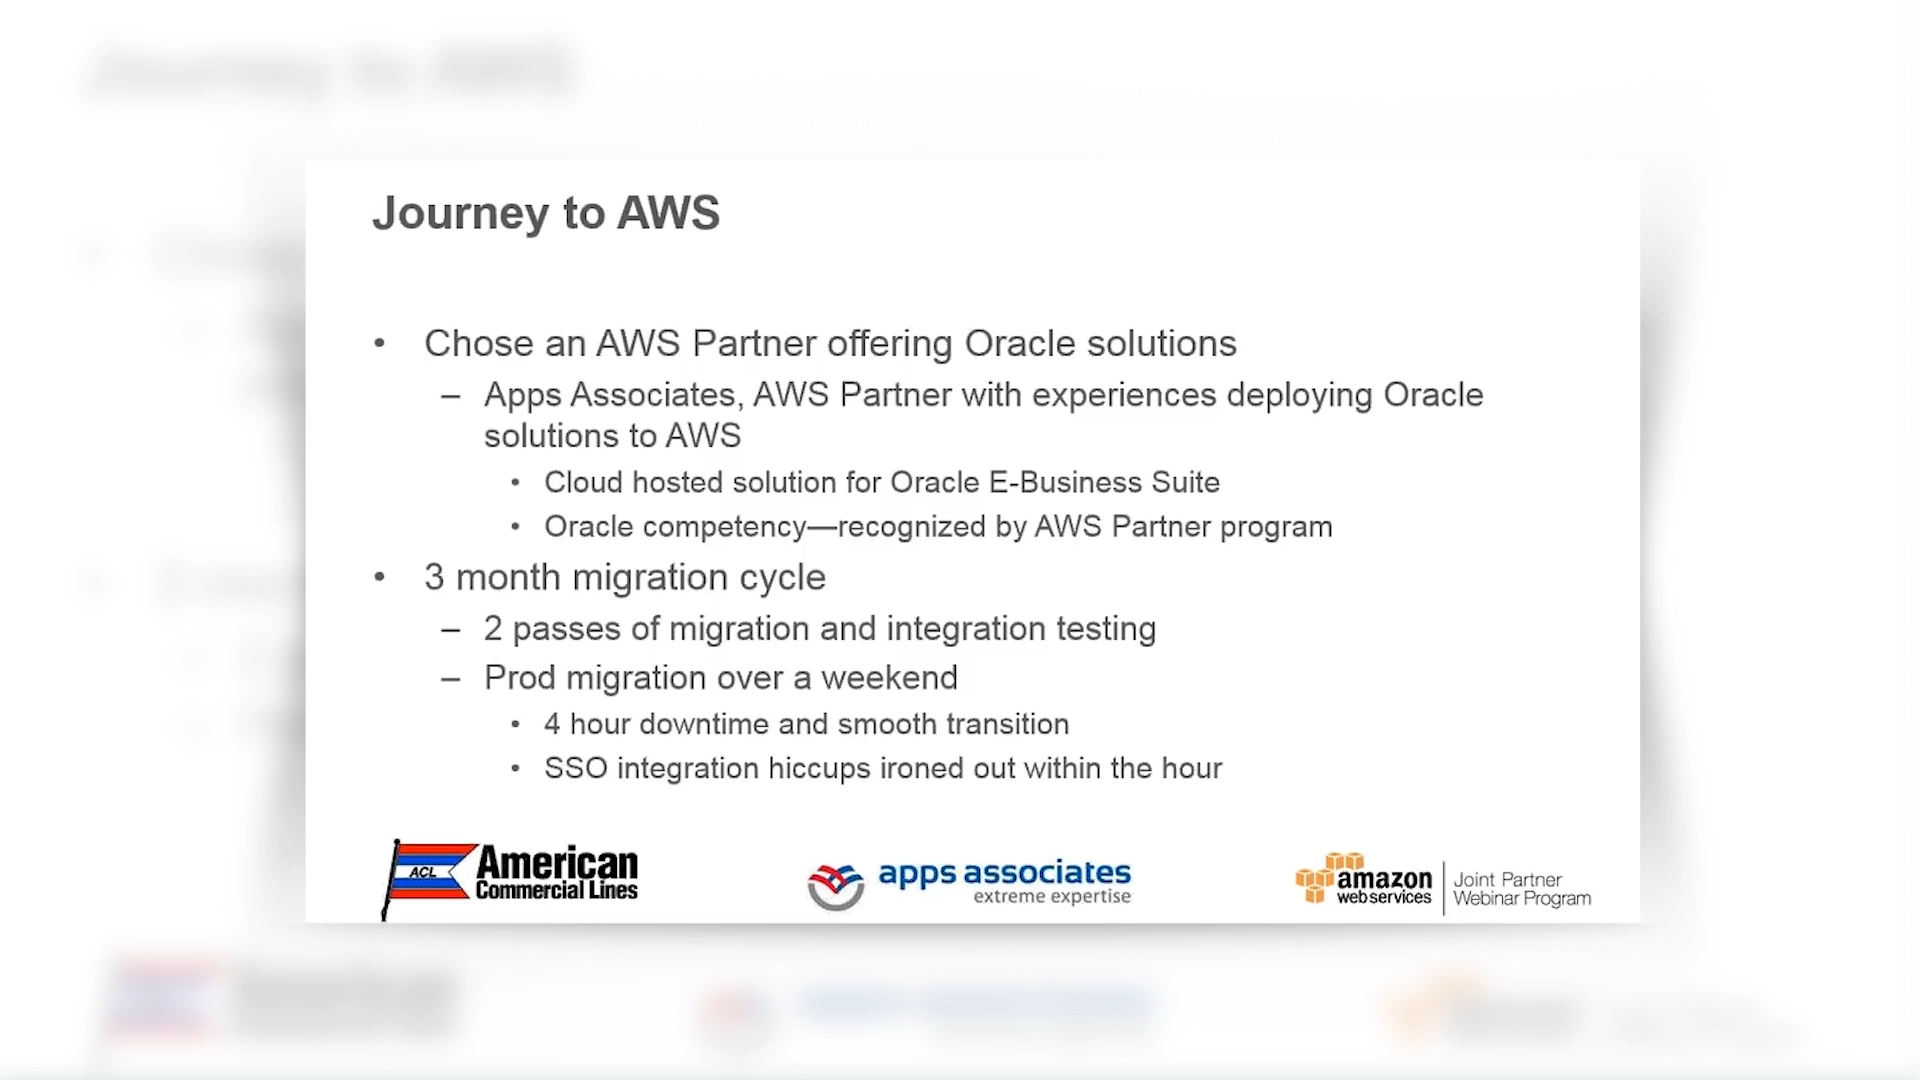 Journey to AWS
• Chose an AWS Partner offering Oracle solutions
– Apps Associates, AWS Partner with experiences deploying Oracle
solutions to AWS
• Cloud hosted solution for Oracle E-Business Suite
• Oracle competency—recognized by AWS Partner program
• 3 month migration cycle
– 2 passes of migration and integration testing
– Prod migration over a weekend
• 4 hour downtime and smooth transition
• SSO integration hiccups ironed out within the hour
ACL American
Commercial Lines
apps associates
extreme expertise
amazon
webservices
Joint Partner
Webinar Program